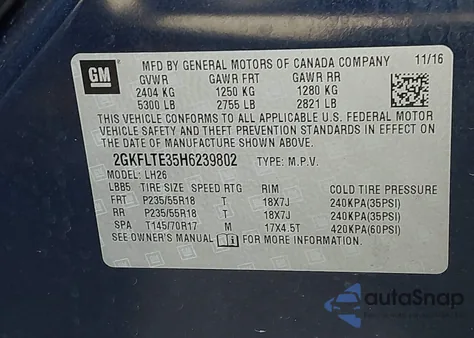 GM
MFD BY GENERAL MOTORS OF CANADA COMPANY 11/16
GVWR GAWR FRT GAWR RR
2404 KG 1250 KG 1280 KG
5300 LB 2755 LB 2821 LB
THIS VEHICLE CONFORMS TO ALL APPLICABLE U.S. FEDERAL MOTOR
VEHICLE SAFETY AND THEFT PREVENTION STANDARDS IN EFFECT ON
THE DATE OF MANUFACTURE SHOWN ABOVE.
2GKFLTE35H6239802 TYPE: M.P.V.
MODEL: LH26
LBB5 TIRE SIZE SPEED RTG RIM COLD TIRE PRESSURE
FRT P235/55R18 T 18X7J 240KPA(35PSI)
RR P235/55R18 T 18X7J 240KPA(35PSI)
SPA T145/70R17 M 17X4.5T 420KPA(60PSI)
SEE OWNER'S MANUAL FOR MORE INFORMATION.
autoSnap